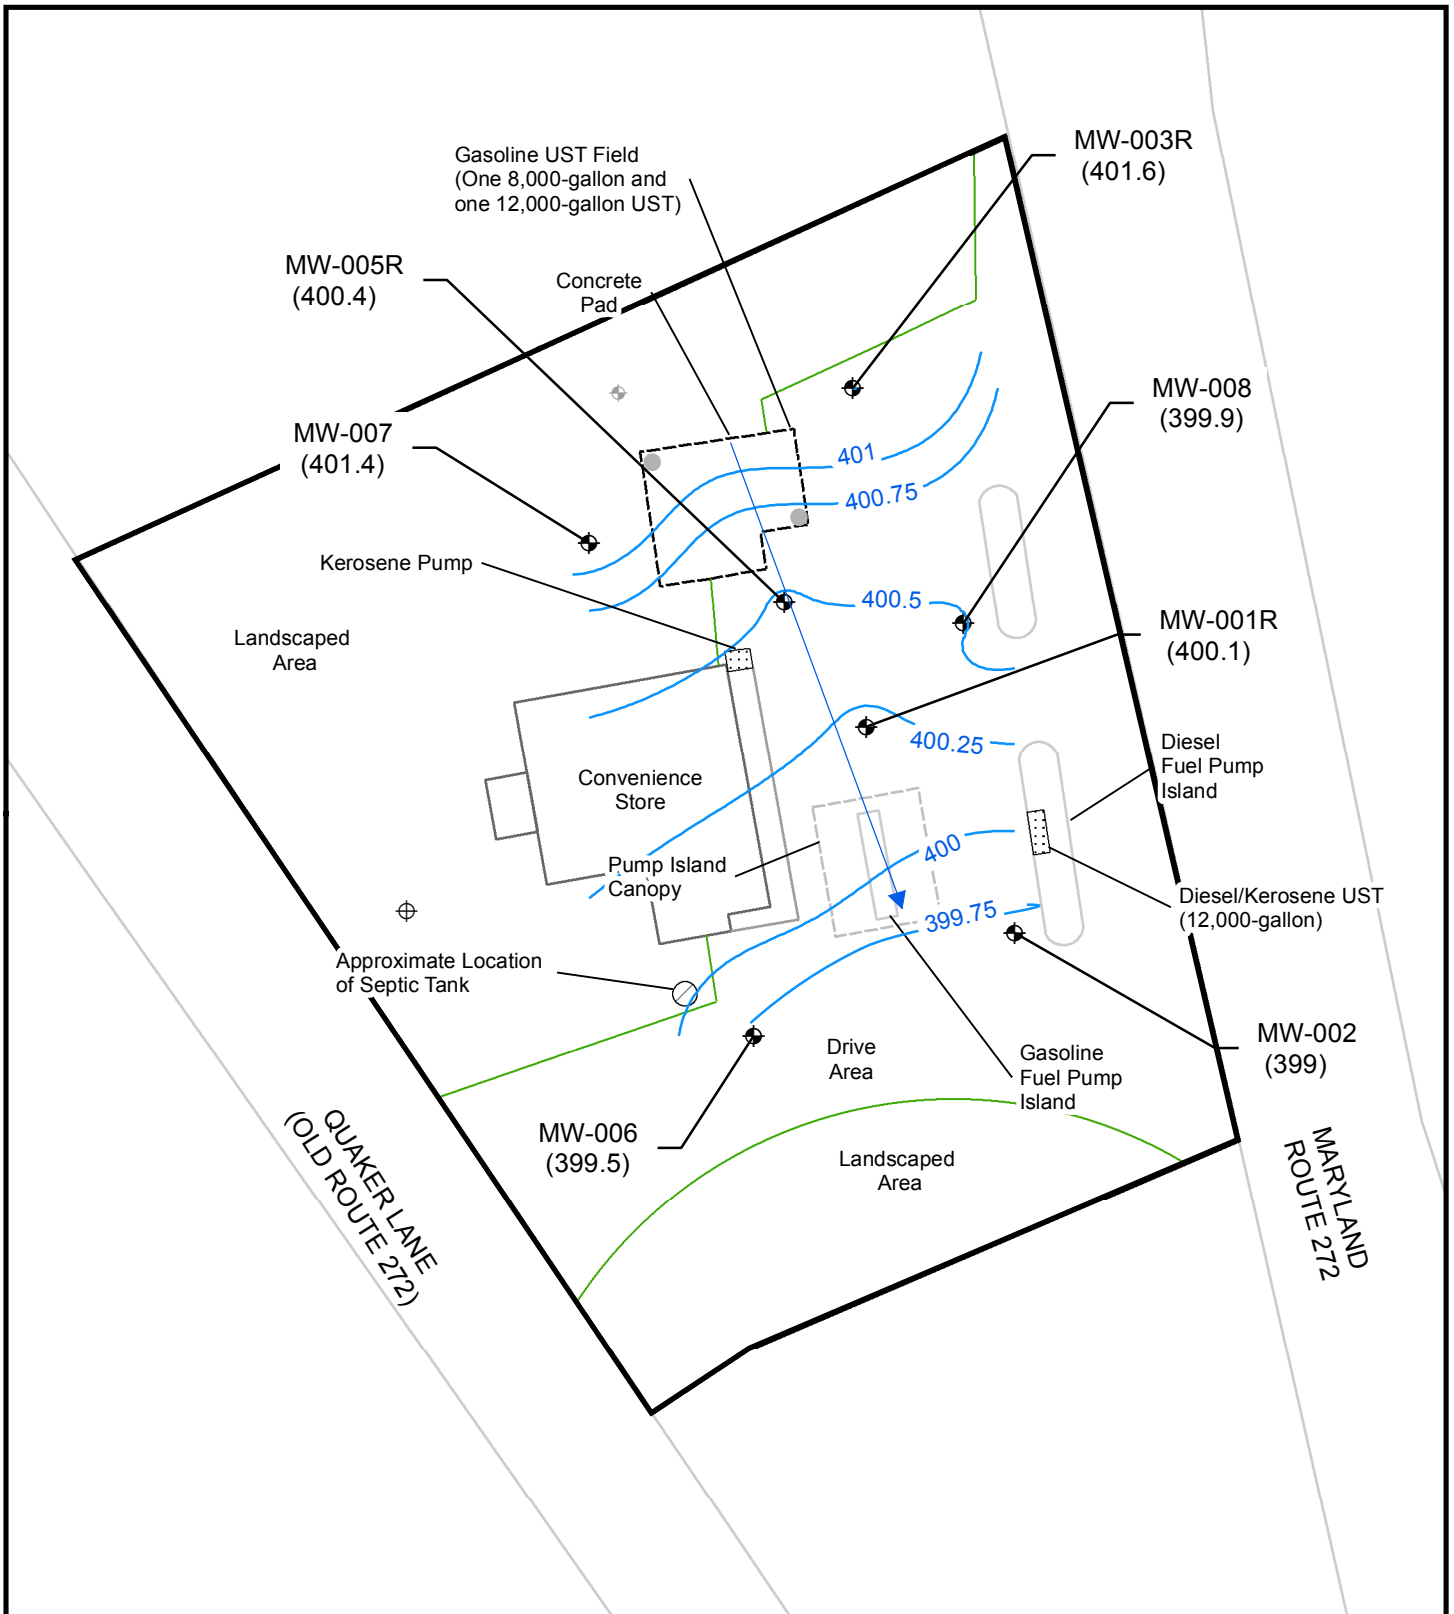 MW-003R
(401.6)
Gasoline UST Field
(One 8,000-gallon and
one 12,000-gallon UST)
MW-005R
(400.4)
Concrete
Pad
MW-008
(399.9)
MW-007
(401.4)
401
400.75
Kerosene Pump
400.5
Landscaped
Area
MW-001R
(400.1)
400.25
Diesel
Fuel Pump
Island
Convenience
Store
400
Pump Island
Canopy
Diesel/Kerosene UST
(12,000-gallon)
399.75
Approximate Location
of Septic Tank
MW-002
(399)
Drive
Area
Gasoline
Fuel Pump
Island
MW-006
(399.5)
Landscaped
Area
QUAKER LANE
(OLD ROUTE 272)
MARYLAND
ROUTE 272